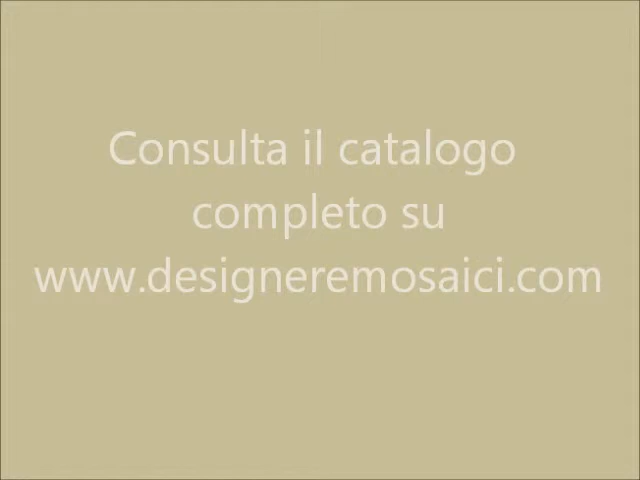 Consulta il catalogo
completo su
www.designeremosaici.com